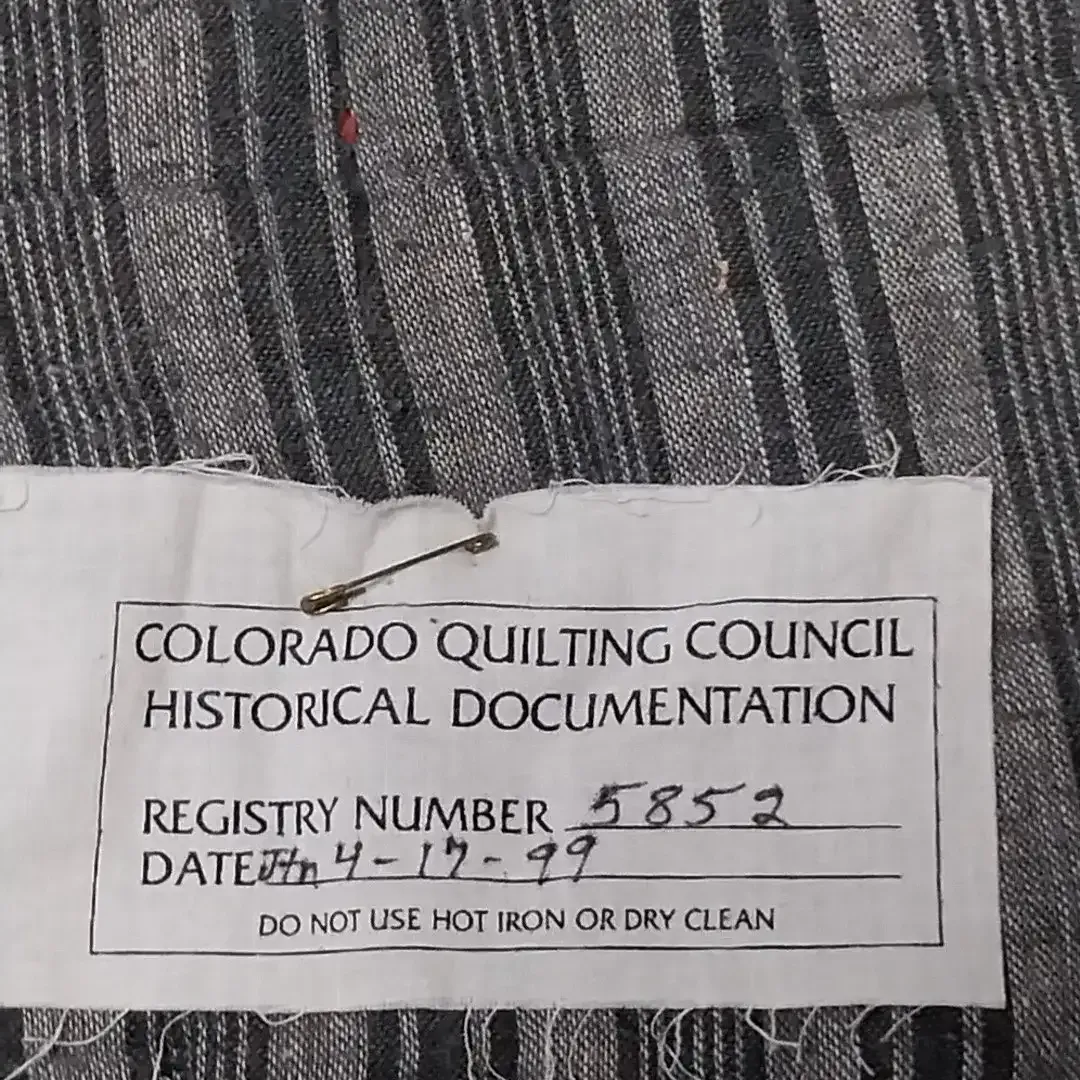 COLORADO QUILTING COUNCIL
HISTORICAL DOCUMENTATION
REGISTRY NUMBER 5852
DATE 4-17-99
DO NOT USE HOT IRON OR DRY CLEAN